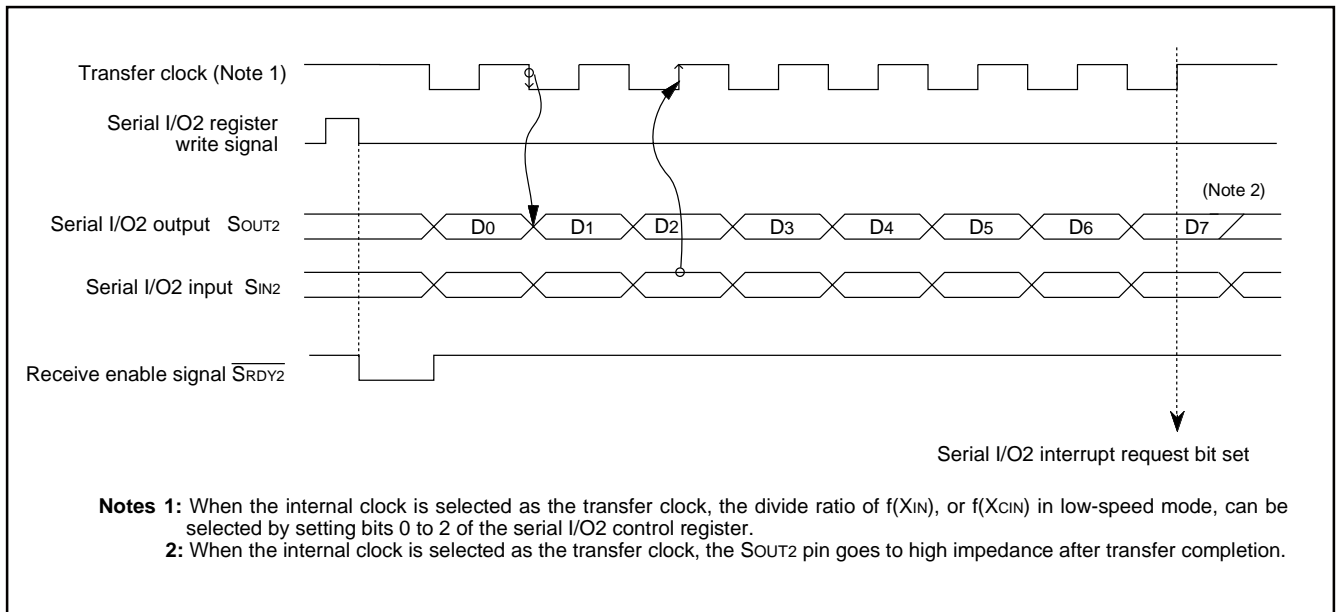 Transfer clock (Note 1)
Serial I/O2 register
write signal
(Note 2)
Serial I/O2 output SOUT2
D0 D1 D2 D3 D4 D5 D6 D7
Serial I/O2 input SIN2
Receive enable signal SRDY2
Serial I/O2 interrupt request bit set
Notes 1: When the internal clock is selected as the transfer clock, the divide ratio of f(XIN), or f(XCIN) in low-speed mode, can be
selected by setting bits 0 to 2 of the serial I/O2 control register.
2: When the internal clock is selected as the transfer clock, the SOUT2 pin goes to high impedance after transfer completion.